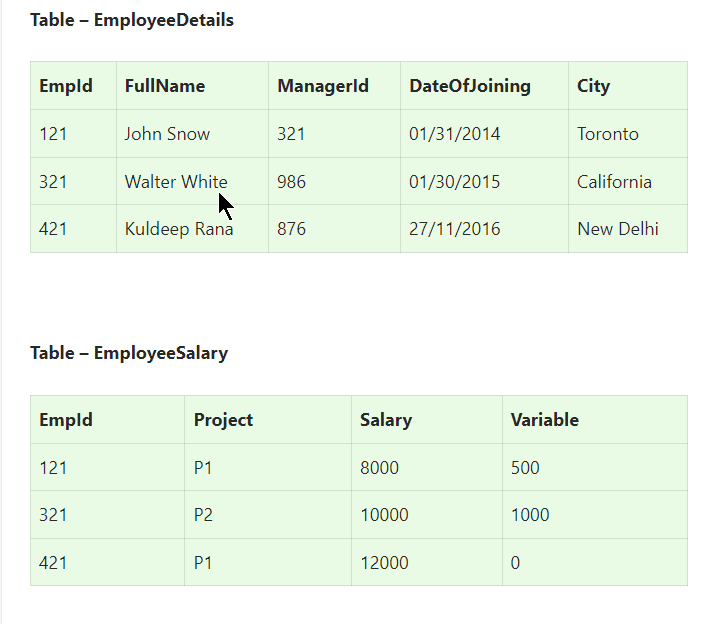 Table – EmployeeDetails
EmpId FullName ManagerId DateOfJoining City
121 John Snow 321 01/31/2014 Toronto
321 Walter White 986 01/30/2015 California
421 Kuldeep Rana 876 27/11/2016 New Delhi
Table – EmployeeSalary
EmpId Project Salary Variable
121 P1 8000 500
321 P2 10000 1000
421 P1 12000 0